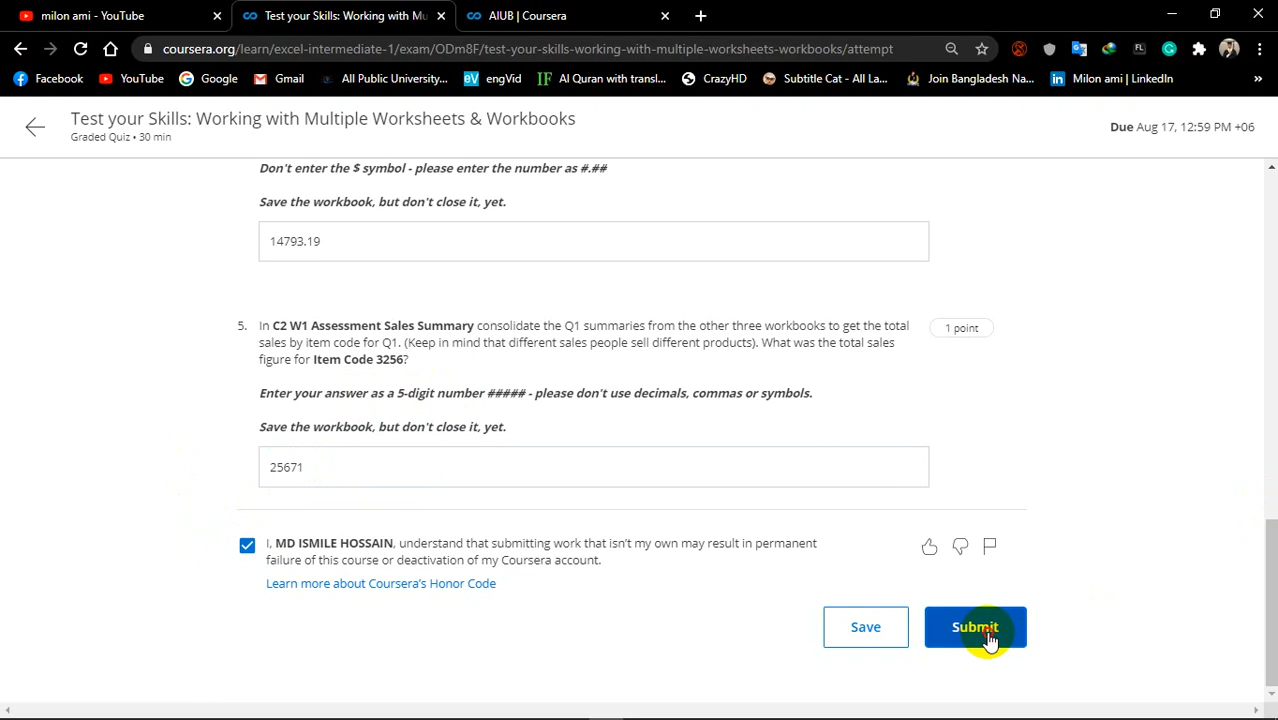 milon ami - YouTube
Test your Skills: Working with Mu
AIUB | Coursera
coursera.org/learn/excel-intermediate-1/exam/ODm8F/test-your-skills-working-with-multiple-worksheets-workbooks/attempt
Facebook
YouTube
Google
Gmail
All Public University...
engVid
Al Quran with transl...
CrazyHD
Subtitle Cat - All La...
Join Bangladesh Na...
Milon ami | LinkedIn
Test your Skills: Working with Multiple Worksheets & Workbooks
Graded Quiz • 30 min
Due Aug 17, 12:59 PM +06
Don't enter the $ symbol - please enter the number as #.##
Save the workbook, but don't close it, yet.
14793.19
5. In C2 W1 Assessment Sales Summary consolidate the Q1 summaries from the other three workbooks to get the total
sales by item code for Q1. (Keep in mind that different sales people sell different products). What was the total sales
figure for Item Code 3256?
1 point
Enter your answer as a 5-digit number ##### - please don't use decimals, commas or symbols.
Save the workbook, but don't close it, yet.
25671
I, MD ISMILE HOSSAIN, understand that submitting work that isn't my own may result in permanent
failure of this course or deactivation of my Coursera account.
Learn more about Coursera's Honor Code
Save
Submit